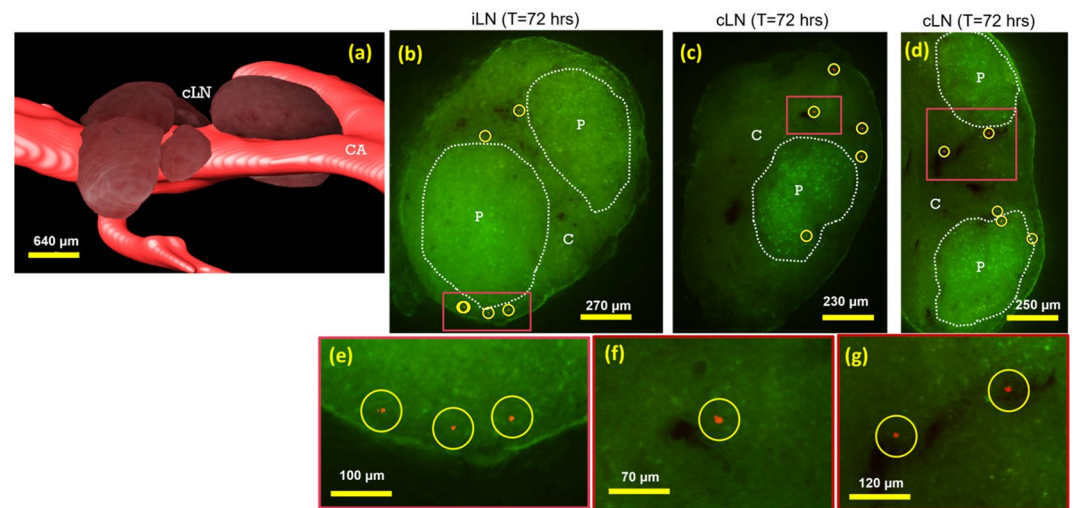 iLN (T=72 hrs)
cLN (T=72 hrs)
cLN (T=72 hrs)
(a)
cLN
CA
640 µm
(b)
P
P
C
270 µm
(c)
C
P
230 µm
(d)
P
C
P
250 µm
(e)
100 µm
(f)
70 µm
(g)
120 µm